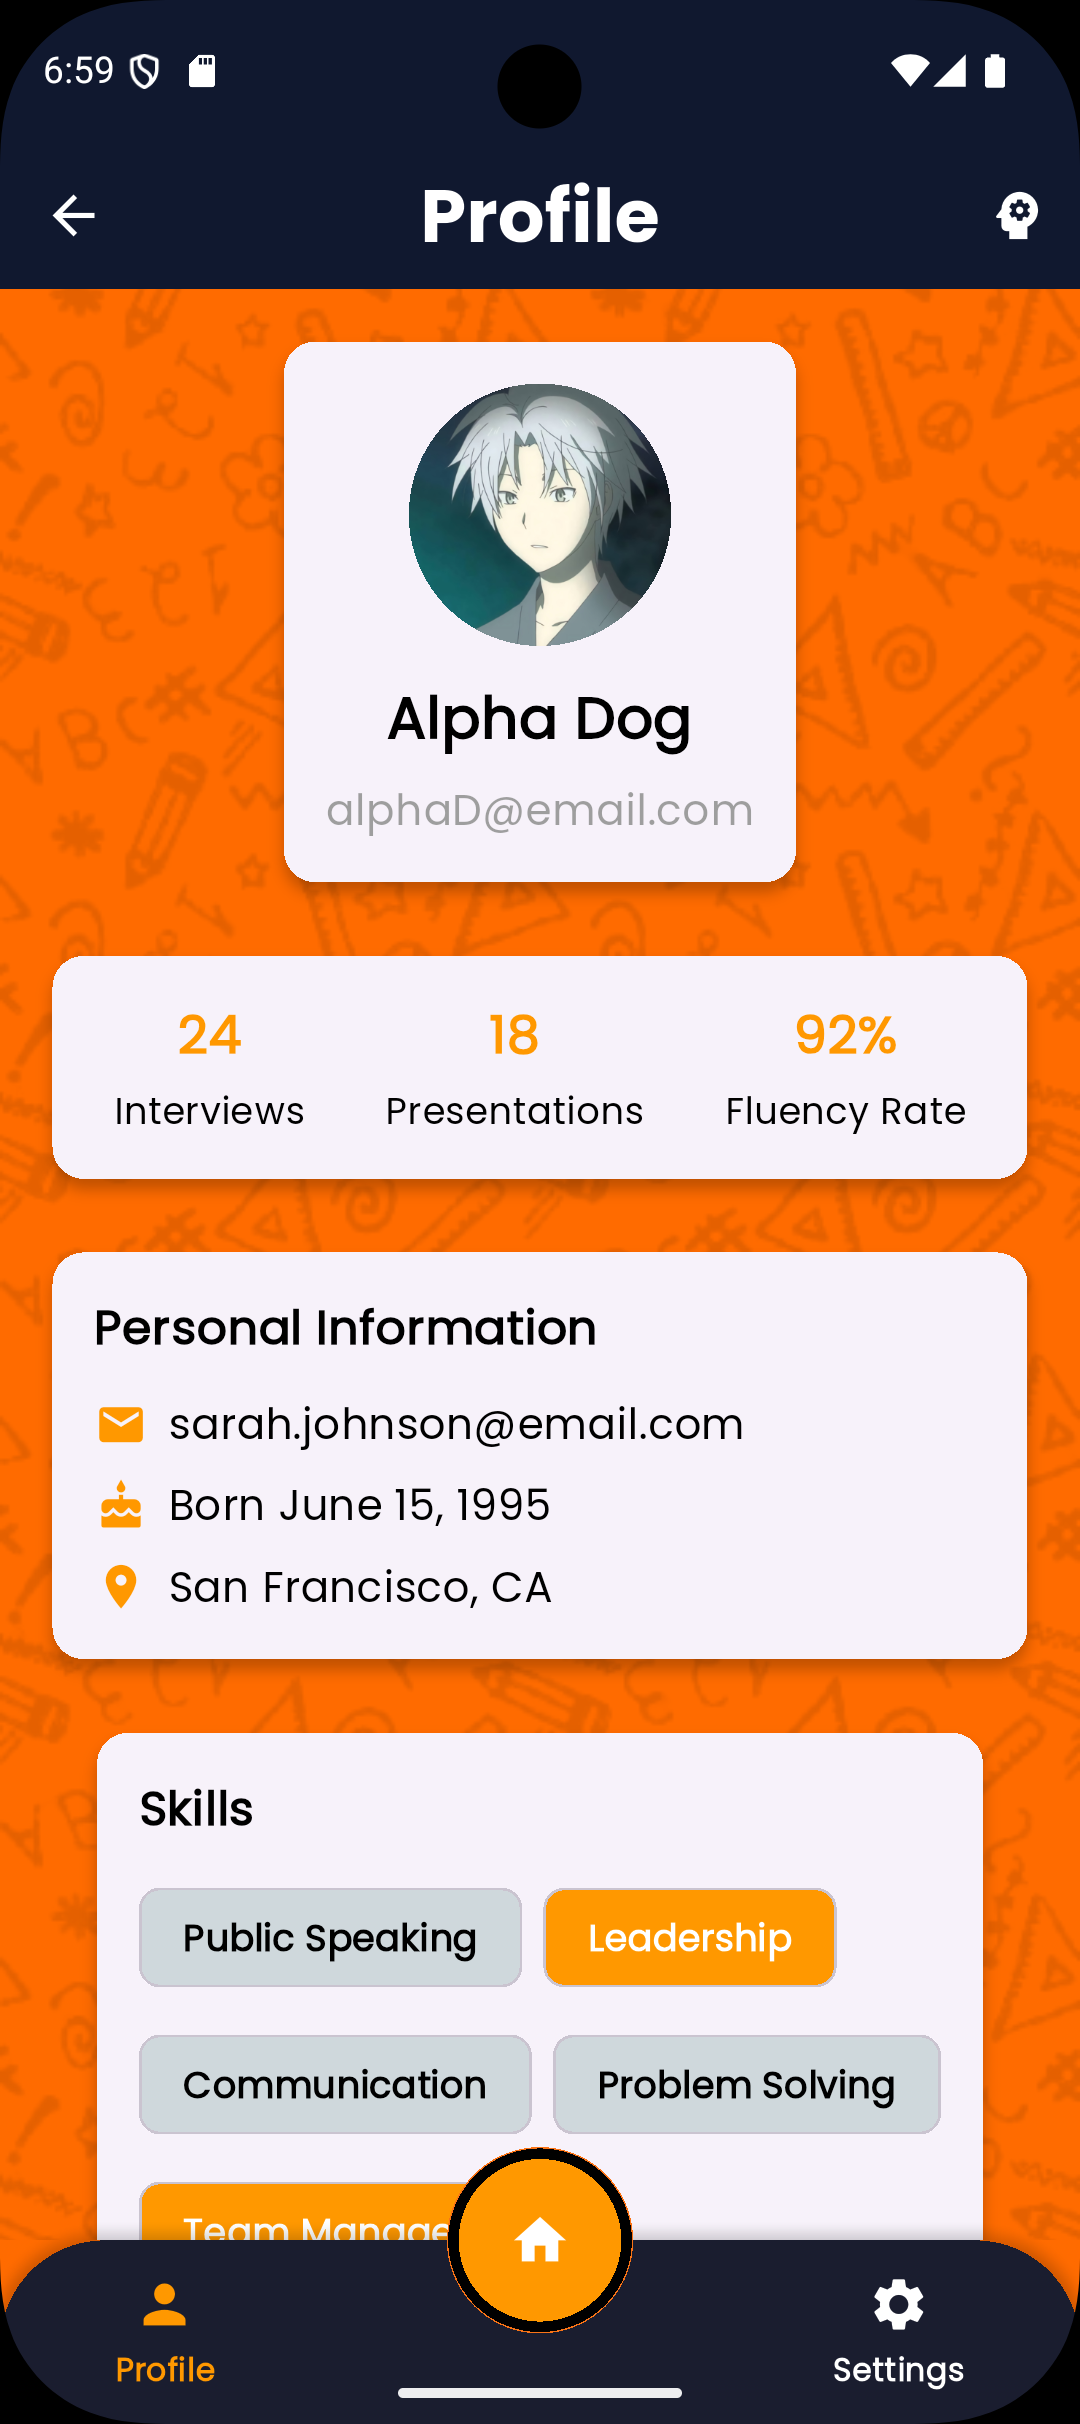 6:59
Profile
Alpha Dog
alphaD@email.com
24 18 92%
Interviews Presentations Fluency Rate
Personal Information
sarah.johnson@email.com
Born June 15, 1995
San Francisco, CA
Skills
Public Speaking Leadership
Communication Problem Solving
Team Manage
Profile Settings